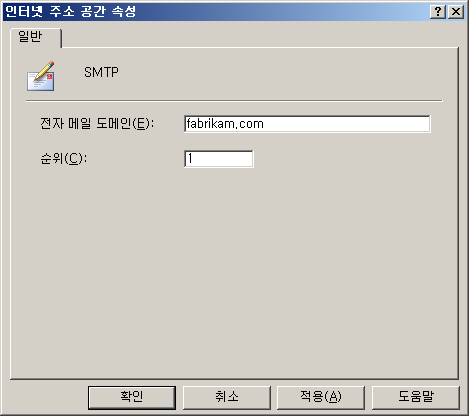 인터넷 주소 공간 속성
일반
SMTP
전자 메일 도메인(E): fabrikam.com
순위(C): 1
확인 취소 적용(A) 도움말